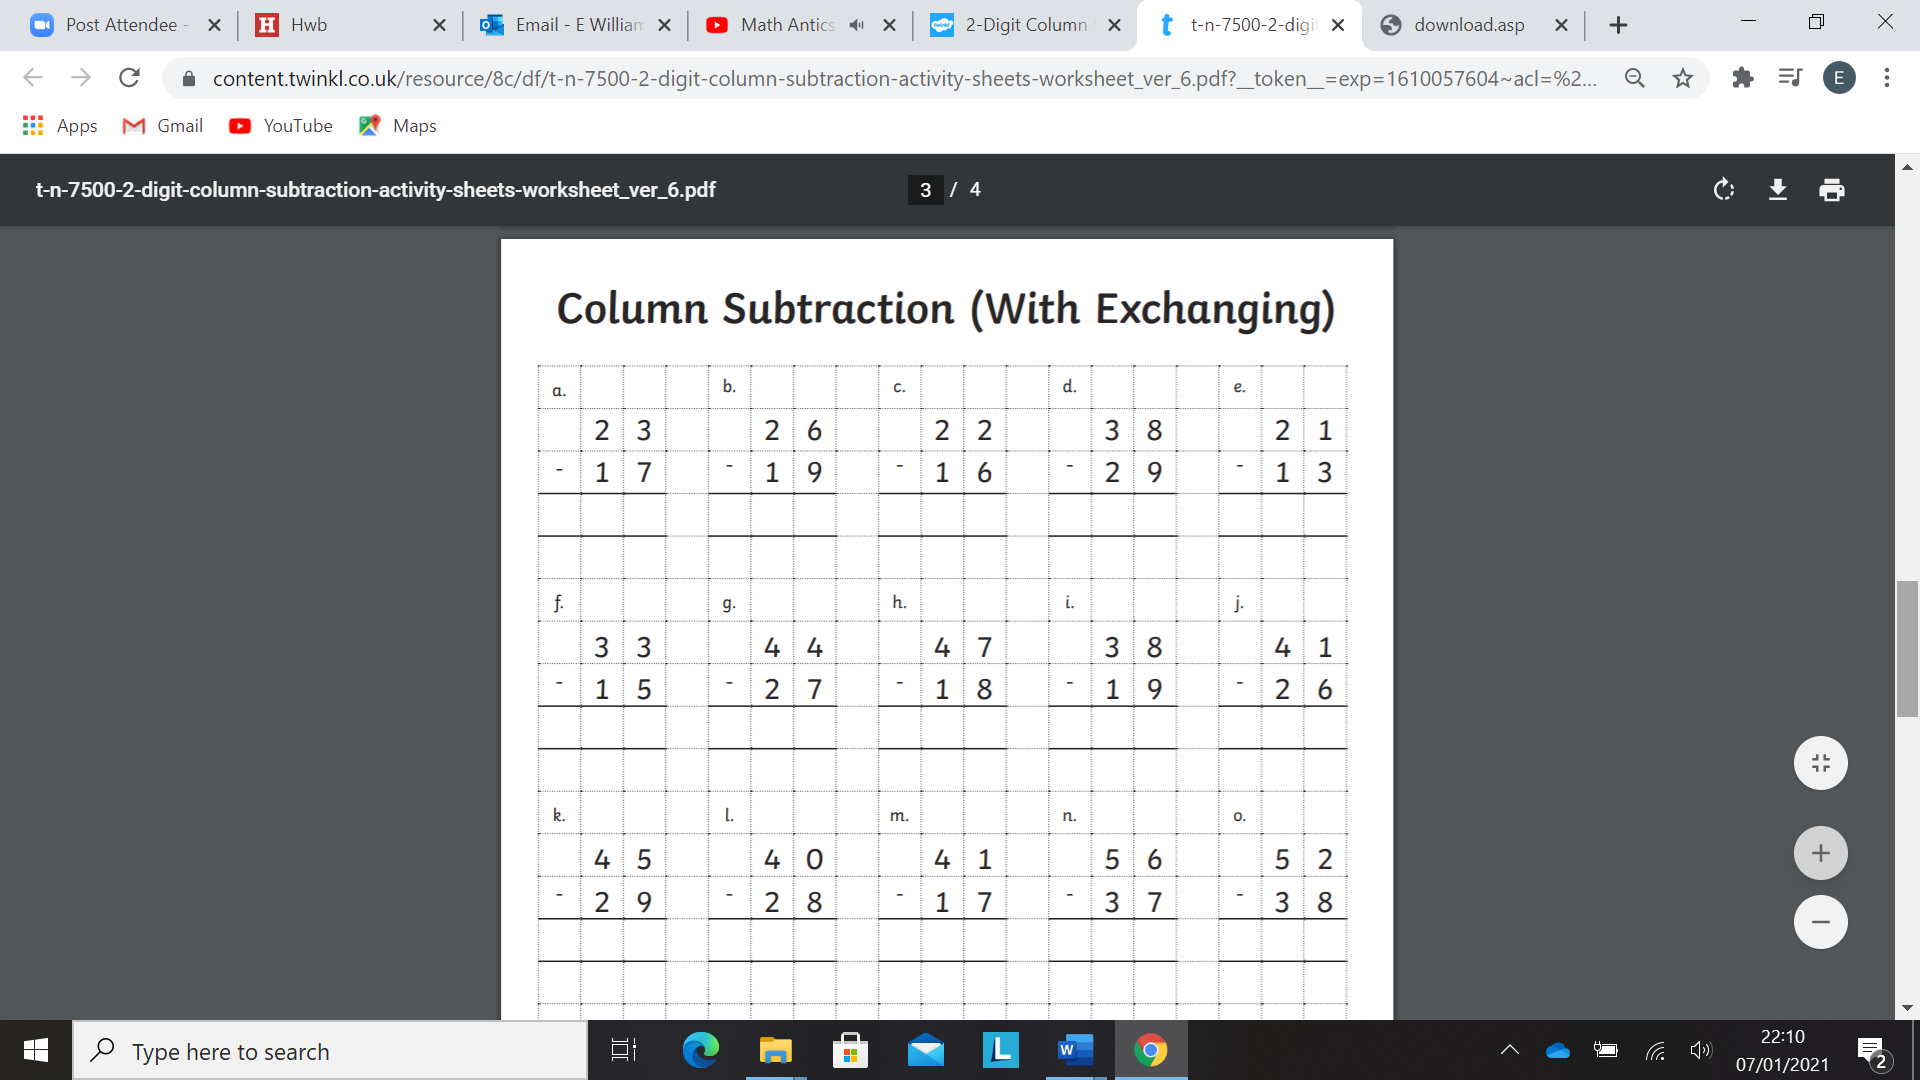 Post Attendee -
Hwb
Email - E William
Math Antics
2-Digit Column
t-n-7500-2-digit
download.asp
content.twinkl.co.uk/resource/8c/df/t-n-7500-2-digit-column-subtraction-activity-sheets-worksheet_ver_6.pdf?__token__=exp=1610057604~acl=%2...
E
Apps
Gmail
YouTube
Maps
t-n-7500-2-digit-column-subtraction-activity-sheets-worksheet_ver_6.pdf
3 / 4
Column Subtraction (With Exchanging)
a. b. c. d. e.
2 3 2 6 2 2 3 8 2 1
- 1 7 - 1 9 - 1 6 - 2 9 - 1 3
f. g. h. i. j.
3 3 4 4 4 7 3 8 4 1
- 1 5 - 2 7 - 1 8 - 1 9 - 2 6
k. l. m. n. o.
4 5 4 0 4 1 5 6 5 2
- 2 9 - 2 8 - 1 7 - 3 7 - 3 8
Type here to search
L
W
22:10
07/01/2021
2